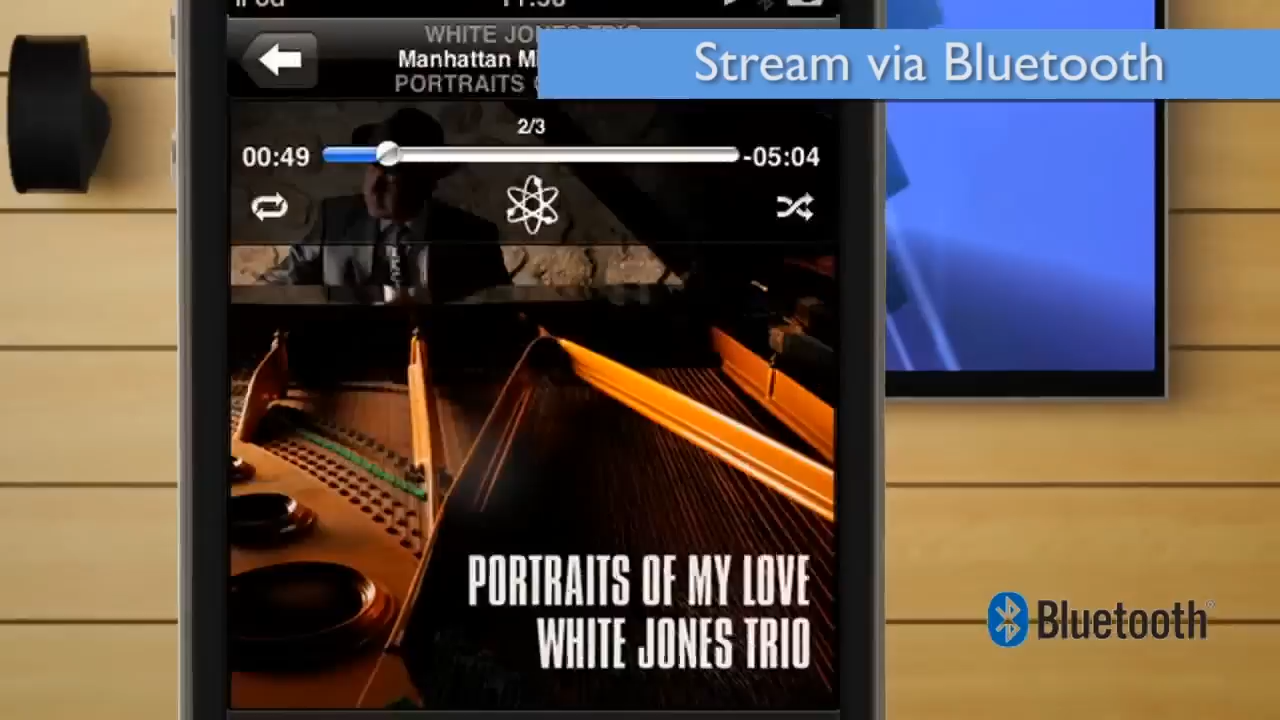 iPod
WHITE JONES TRIO
Stream via Bluetooth
Manhattan
PORTRAITS
2/3
00:49
-05:04
PORTRAITS OF MY LOVE
WHITE JONES TRIO
Bluetooth®